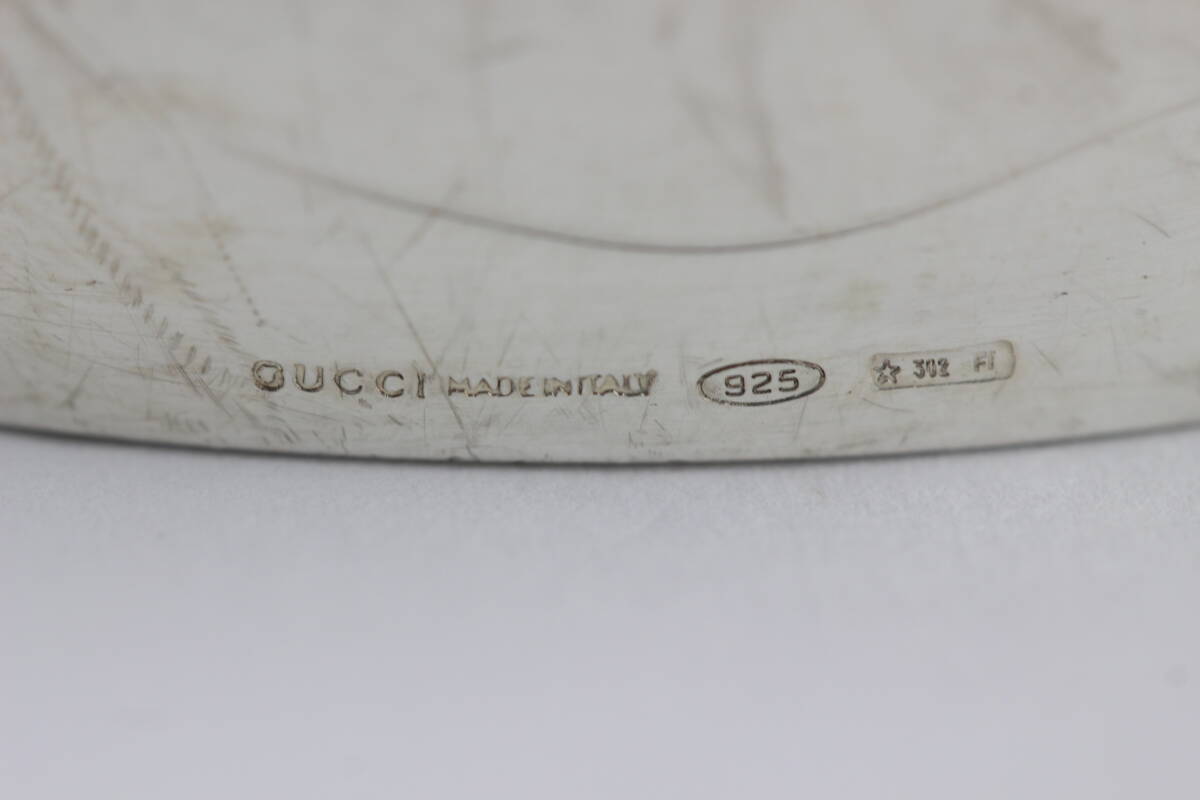 GUCCI MADE IN ITALY 925 ☆ 302 FI